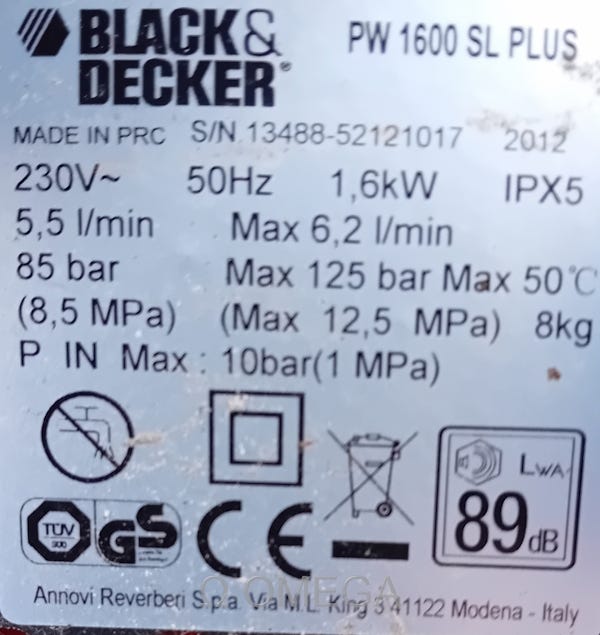 BLACK& DECKER® PW 1600 SL PLUS
MADE IN PRC S/N 13488-52121017 2012
230V~ 50Hz 1,6kW IPX5
5,5 l/min Max 6,2 l/min
85 bar Max 125 bar Max 50°C
(8,5 MPa) (Max 12,5 MPa) 8kg
P IN Max : 10bar(1 MPa)
LWA
TÜV GS CE 89dB
Annovi Reverberi S.p.a. Via M.L. King 3 41122 Modena - Italy
O OMEGA